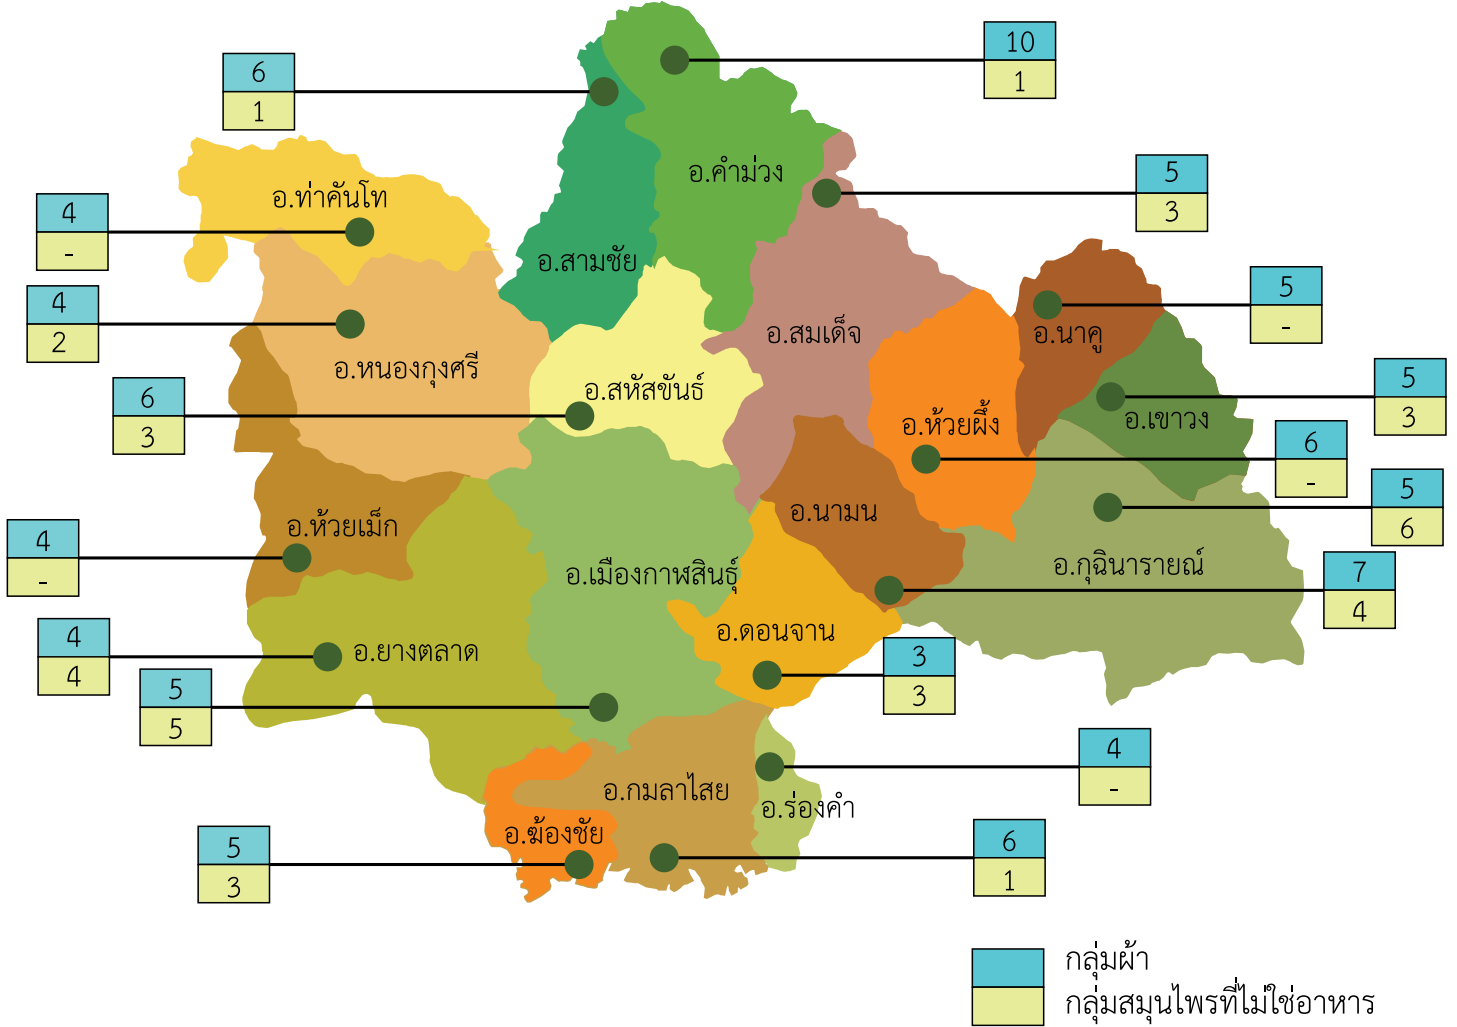 10
1
6
1
อ.คำม่วง
5
3
อ.ท่าคันโท
4
-
อ.สามชัย
5
-
4
2
อ.สมเด็จ
อ.นาคู
อ.หนองกุงศรี
6
3
อ.สหัสขันธ์
5
3
อ.ห้วยผึ้ง
อ.เขาวง
6
-
5
6
อ.นามน
อ.ห้วยเม็ก
4
-
อ.เมืองกาฬสินธุ์
อ.กุฉินารายณ์
7
4
4
4
อ.ยางตลาด
อ.ดอนจาน
3
3
5
5
4
-
อ.กมลาไสย
อ.ร่องคำ
อ.ฆ้องชัย
5
3
6
1
กลุ่มผ้า
กลุ่มสมุนไพรที่ไม่ใช่อาหาร